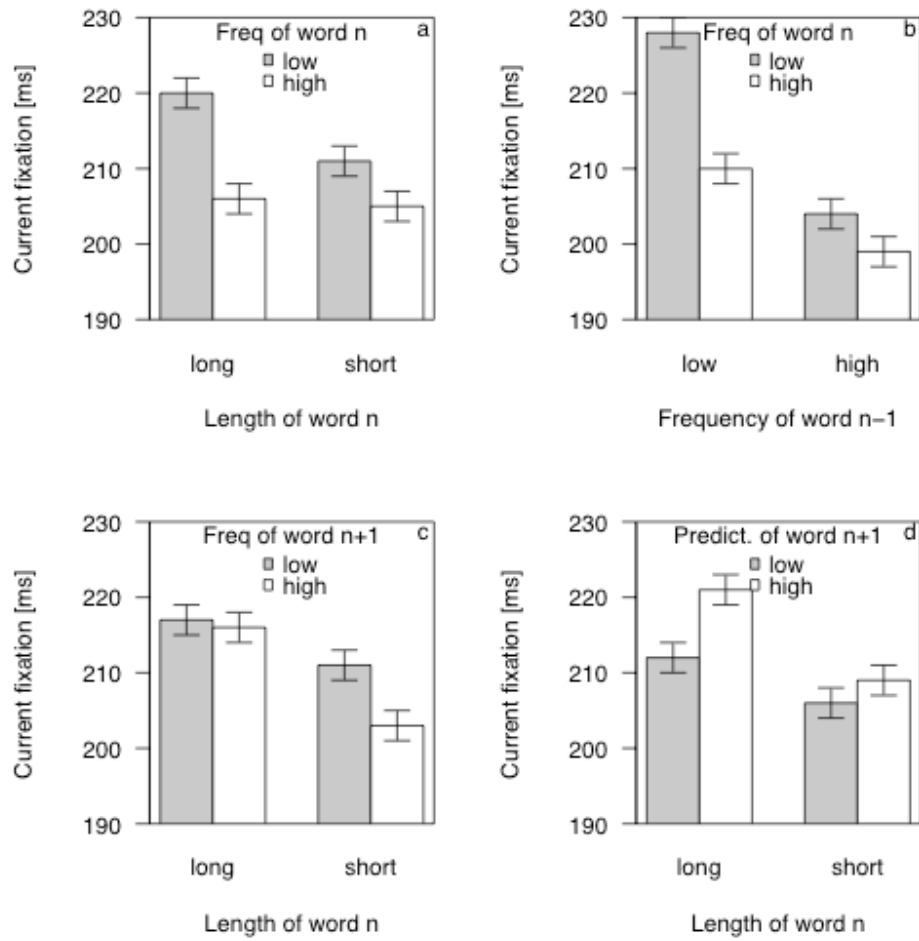 Freq of word n a
low
high
Current fixation [ms]
230
220
210
200
190
long short
Length of word n
Freq of word n b
low
high
Current fixation [ms]
230
220
210
200
190
low high
Frequency of word n−1
Freq of word n+1 c
low
high
Current fixation [ms]
230
220
210
200
190
long short
Length of word n
Predict. of word n+1 d
low
high
Current fixation [ms]
230
220
210
200
190
long short
Length of word n